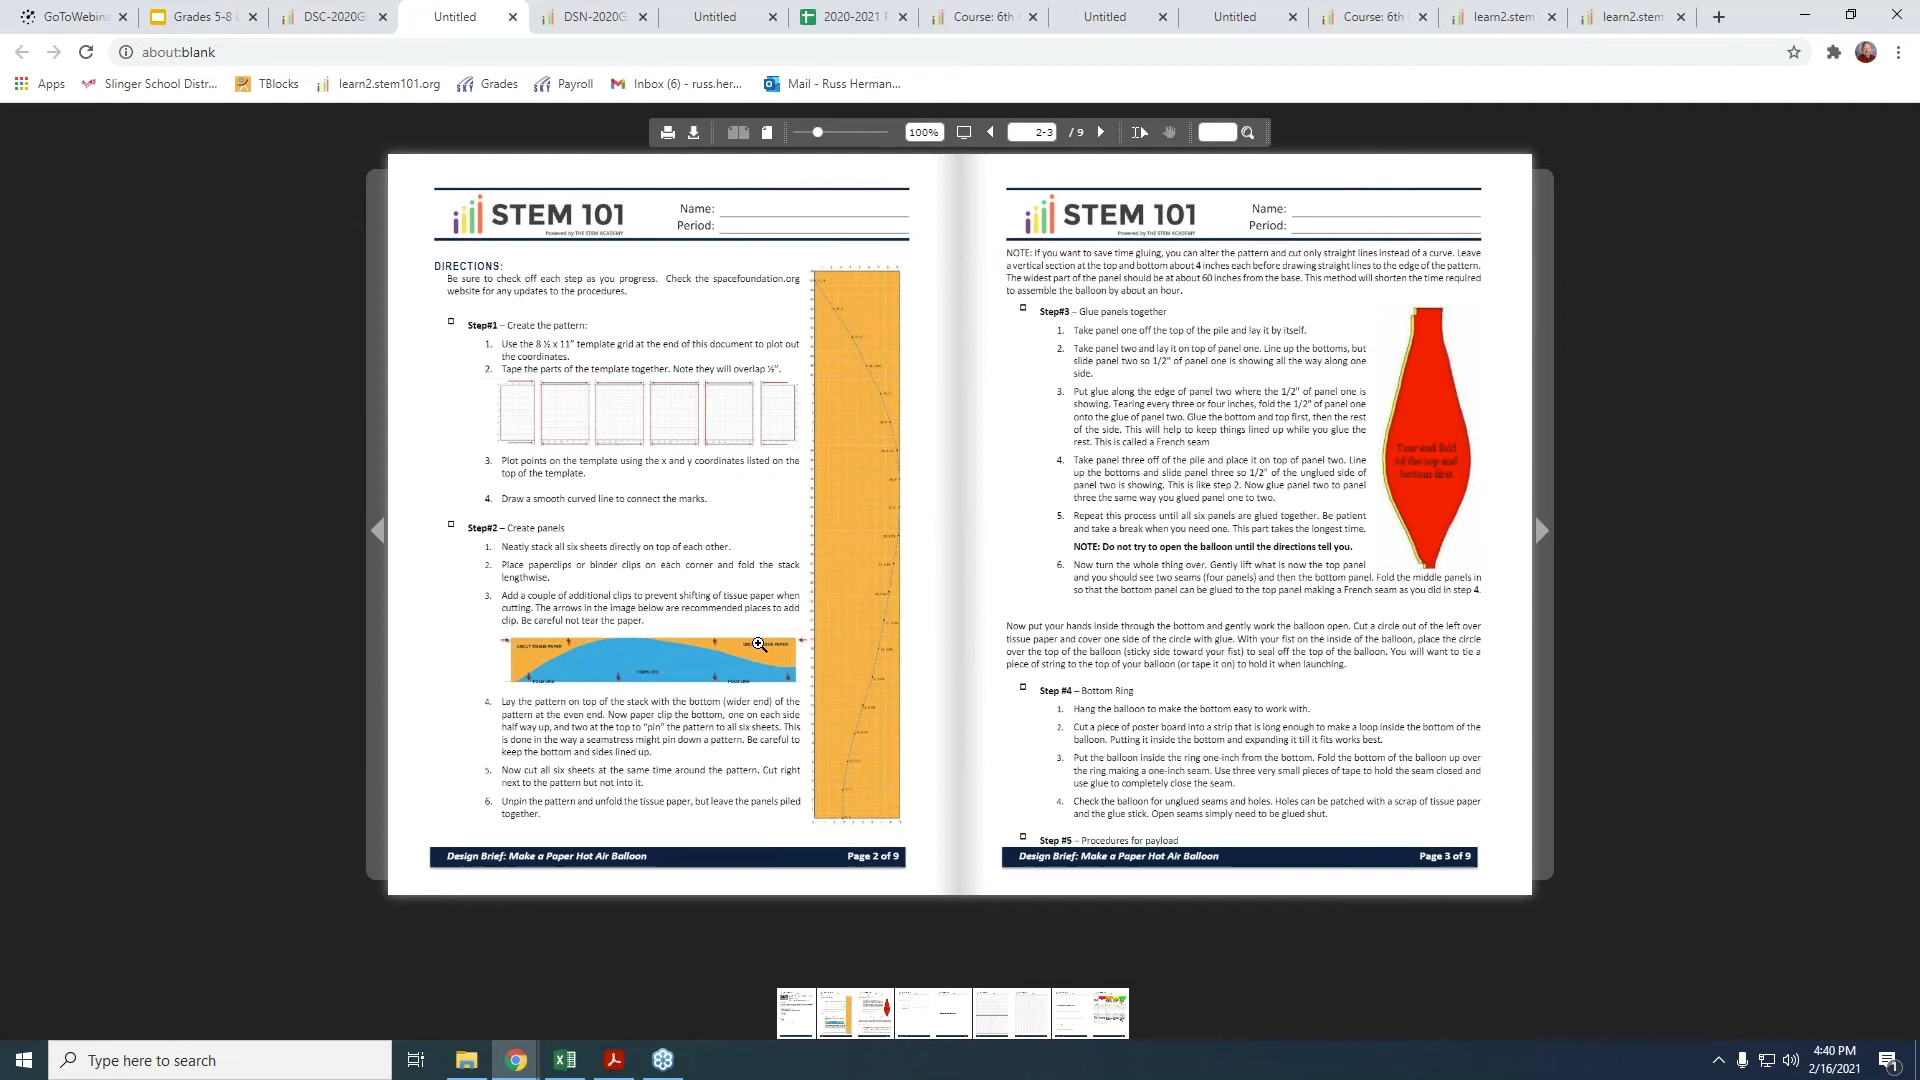 GoToWebina
Grades 5-8
DSC-2020G
Untitled
DSN-2020G
Untitled
2020-2021 F
Course: 6th
Untitled
Untitled
Course: 6th
learn2.stem
learn2.stem
about:blank
Apps
Slinger School Distr...
TBlocks
learn2.stem101.org
Grades
Payroll
Inbox (6) - russ.her...
Mail - Russ Herman...
100%
2-3
/ 9
STEM 101
Powered by THE STEM ACADEMY
Name:
Period:
DIRECTIONS:
Be sure to check off each step as you progress. Check the spacefoundation.org
website for any updates to the procedures.
Step#1 – Create the pattern:
1. Use the 8 ½ x 11" template grid at the end of this document to plot out
the coordinates.
2. Tape the parts of the template together. Note they will overlap ½".
3. Plot points on the template using the x and y coordinates listed on the
top of the template.
4. Draw a smooth curved line to connect the marks.
Step#2 – Create panels
1. Neatly stack all six sheets directly on top of each other.
2. Place paperclips or binder clips on each corner and fold the stack
lengthwise.
3. Add a couple of additional clips to prevent shifting of tissue paper when
cutting. The arrows in the image below are recommended places to add
clip. Be careful not tear the paper.
UNCUT TISSUE PAPER
TEMPLATE
FOLD LINE
FOLD LINE
4. Lay the pattern on top of the stack with the bottom (wider end) of the
pattern at the even end. Now paper clip the bottom, one on each side
half way up, and two at the top to "pin" the pattern to all six sheets. This
is done in the way a seamstress might pin down a pattern. Be careful to
keep the bottom and sides lined up.
5. Now cut all six sheets at the same time around the pattern. Cut right
next to the pattern but not into it.
6. Unpin the pattern and unfold the tissue paper, but leave the panels piled
together.
Design Brief: Make a Paper Hot Air Balloon
Page 2 of 9
STEM 101
Powered by THE STEM ACADEMY
Name:
Period:
NOTE: If you want to save time gluing, you can alter the pattern and cut only straight lines instead of a curve. Leave
a vertical section at the top and bottom about 4 inches each before drawing straight lines to the edge of the pattern.
The widest part of the panel should be at about 60 inches from the base. This method will shorten the time required
to assemble the balloon by about an hour.
Step#3 – Glue panels together
1. Take panel one off the top of the pile and lay it by itself.
2. Take panel two and lay it on top of panel one. Line up the bottoms, but
slide panel two so 1/2" of panel one is showing all the way along one
side.
3. Put glue along the edge of panel two where the 1/2" of panel one is
showing. Tearing every three or four inches, fold the 1/2" of panel one
onto the glue of panel two. Glue the bottom and top first, then the rest
of the side. This will help to keep things lined up while you glue the
rest. This is called a French seam
4. Take panel three off of the pile and place it on top of panel two. Line
up the bottoms and slide panel three so 1/2" of the unglued side of
panel two is showing. This is like step 2. Now glue panel two to panel
three the same way you glued panel one to two.
5. Repeat this process until all six panels are glued together. Be patient
and take a break when you need one. This part takes the longest time.
NOTE: Do not try to open the balloon until the directions tell you.
6. Now turn the whole thing over. Gently lift what is now the top panel
and you should see two seams (four panels) and then the bottom panel. Fold the middle panels in
so that the bottom panel can be glued to the top panel making a French seam as you did in step 4.
Tear and fold
of the top and
bottom first
Now put your hands inside through the bottom and gently work the balloon open. Cut a circle out of the left over
tissue paper and cover one side of the circle with glue. With your fist on the inside of the balloon, place the circle
over the top of the balloon (sticky side toward your fist) to seal off the top of the balloon. You will want to tie a
piece of string to the top of your balloon (or tape it on) to hold it when launching.
Step #4 – Bottom Ring
1. Hang the balloon to make the bottom easy to work with.
2. Cut a piece of poster board into a strip that is long enough to make a loop inside the bottom of the
balloon. Putting it inside the bottom and expanding it till it fits works best.
3. Put the balloon inside the ring one-inch from the bottom. Fold the bottom of the balloon up over
the ring making a one-inch seam. Use three very small pieces of tape to hold the seam closed and
use glue to completely close the seam.
4. Check the balloon for unglued seams and holes. Holes can be patched with a scrap of tissue paper
and the glue stick. Open seams simply need to be glued shut.
Step #5 – Procedures for payload
Design Brief: Make a Paper Hot Air Balloon
Page 3 of 9
Type here to search
4:40 PM
2/16/2021
1